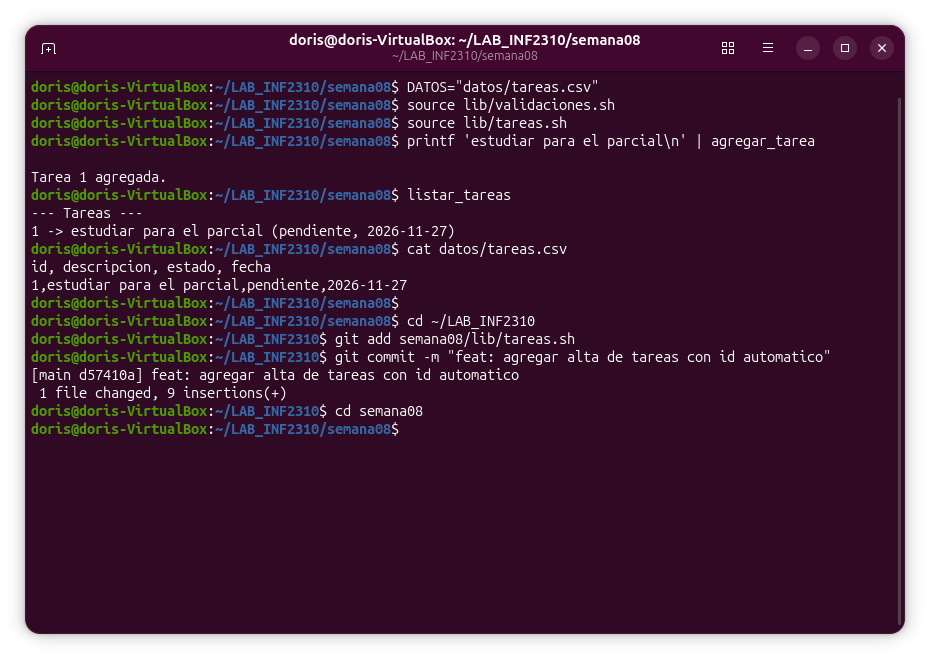 doris@doris-VirtualBox: ~/LAB_INF2310/semana08
~/LAB_INF2310/semana08
doris@doris-VirtualBox:~/LAB_INF2310/semana08$ DATOS="datos/tareas.csv"
doris@doris-VirtualBox:~/LAB_INF2310/semana08$ source lib/validaciones.sh
doris@doris-VirtualBox:~/LAB_INF2310/semana08$ source lib/tareas.sh
doris@doris-VirtualBox:~/LAB_INF2310/semana08$ printf 'estudiar para el parcial\n' | agregar_tarea
Tarea 1 agregada.
doris@doris-VirtualBox:~/LAB_INF2310/semana08$ listar_tareas
--- Tareas ---
1 -> estudiar para el parcial (pendiente, 2026-11-27)
doris@doris-VirtualBox:~/LAB_INF2310/semana08$ cat datos/tareas.csv
id, descripcion, estado, fecha
1,estudiar para el parcial,pendiente,2026-11-27
doris@doris-VirtualBox:~/LAB_INF2310/semana08$
doris@doris-VirtualBox:~/LAB_INF2310/semana08$ cd ~/LAB_INF2310
doris@doris-VirtualBox:~/LAB_INF2310$ git add semana08/lib/tareas.sh
doris@doris-VirtualBox:~/LAB_INF2310$ git commit -m "feat: agregar alta de tareas con id automatico"
[main d57410a] feat: agregar alta de tareas con id automatico
 1 file changed, 9 insertions(+)
doris@doris-VirtualBox:~/LAB_INF2310$ cd semana08
doris@doris-VirtualBox:~/LAB_INF2310/semana08$